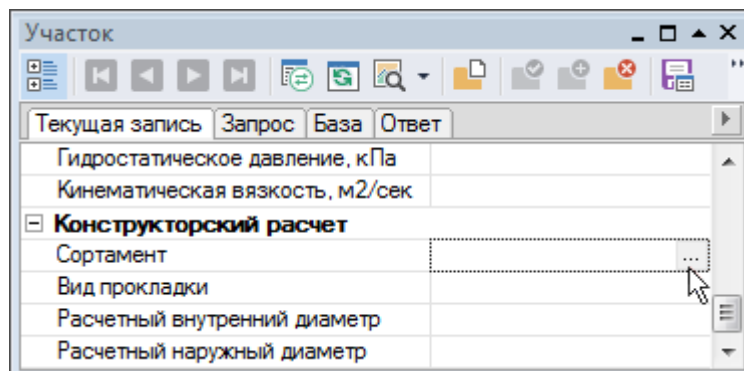 Участок
Текущая запись Запрос База Ответ
Гидростатическое давление, кПа
Кинематическая вязкость, м2/сек
Конструкторский расчет
Сортамент ...
Вид прокладки
Расчетный внутренний диаметр
Расчетный наружный диаметр